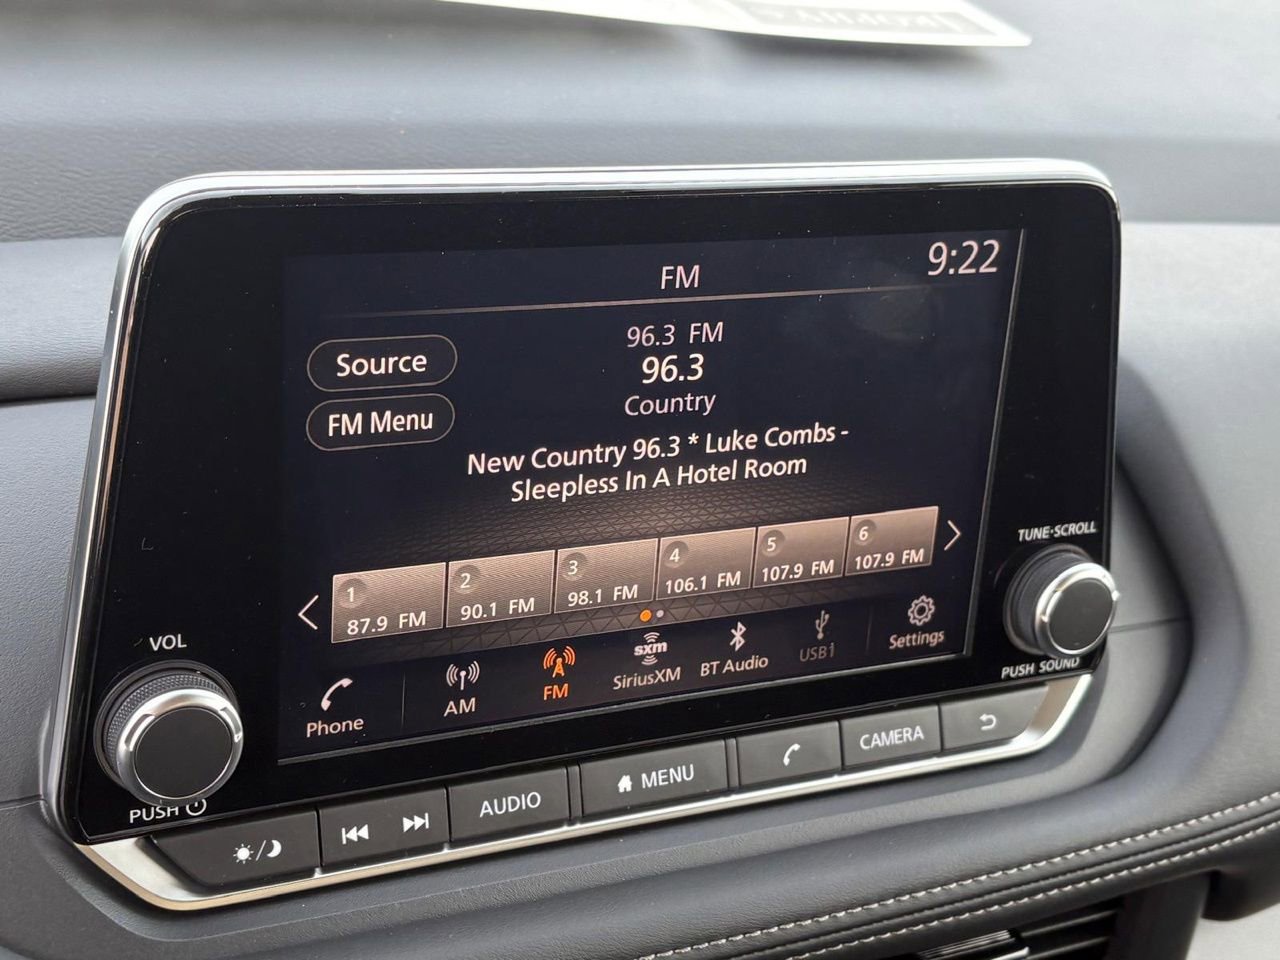 FM
9:22
Source
96.3 FM
96.3
Country
FM Menu
New Country 96.3 * Luke Combs -
Sleepless In A Hotel Room
1
87.9 FM
2
90.1 FM
3
98.1 FM
4
106.1 FM
5
107.9 FM
6
107.9 FM
Phone
AM
FM
sxm
SiriusXM
BT Audio
USB1
Settings
VOL
PUSH
TUNE·SCROLL
PUSH SOUND
AUDIO
MENU
CAMERA